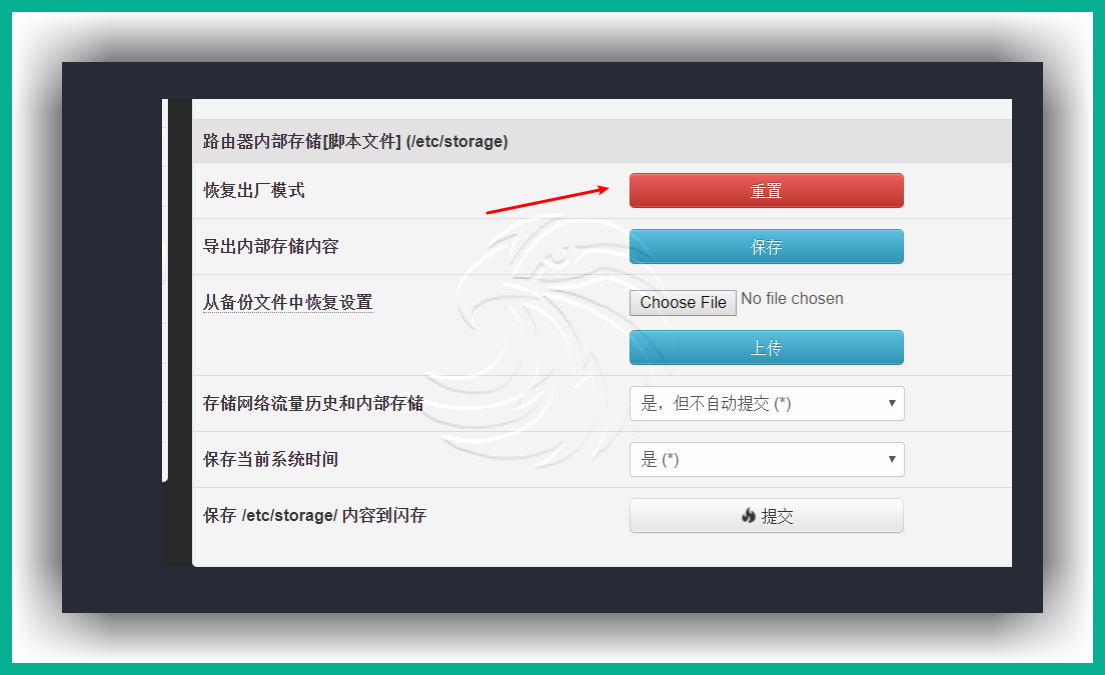 路由器内部存储[脚本文件] (/etc/storage)
恢复出厂模式 重置
导出内部存储内容 保存
从备份文件中恢复设置 Choose File No file chosen
上传
存储网络流量历史和内部存储 是，但不自动提交 (*)
保存当前系统时间 是 (*)
保存 /etc/storage/ 内容到闪存 提交